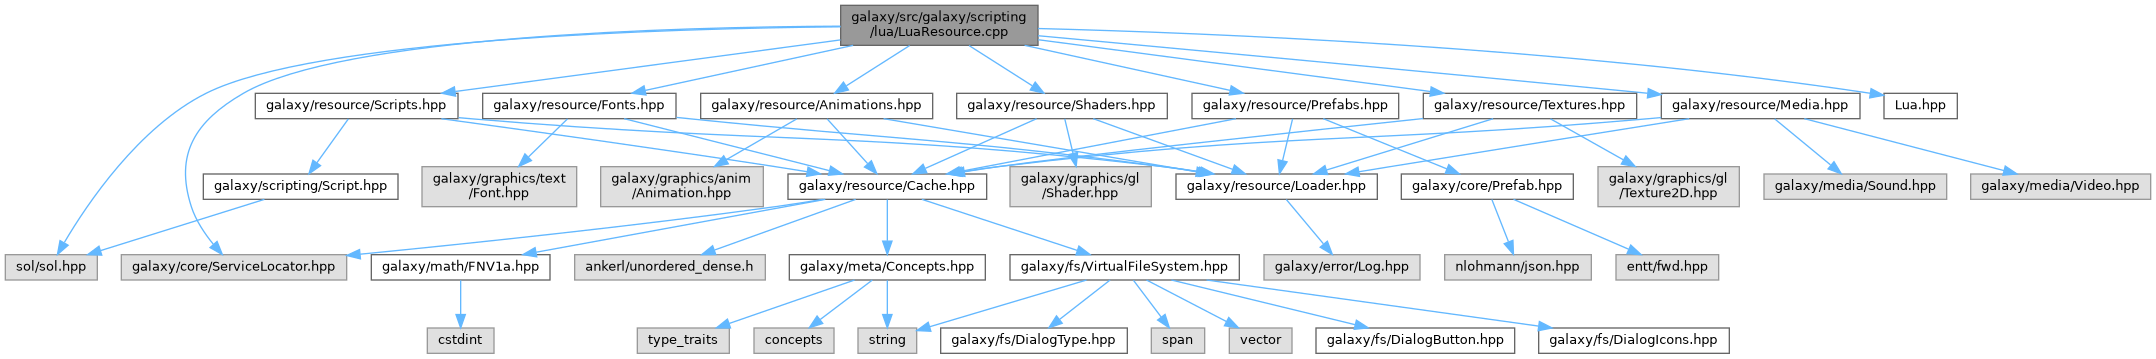 galaxy/src/galaxy/scripting
/lua/LuaResource.cpp
galaxy/resource/Scripts.hpp
galaxy/resource/Fonts.hpp
galaxy/resource/Animations.hpp
galaxy/resource/Shaders.hpp
galaxy/resource/Prefabs.hpp
galaxy/resource/Textures.hpp
galaxy/resource/Media.hpp
Lua.hpp
galaxy/scripting/Script.hpp
galaxy/graphics/text
/Font.hpp
galaxy/graphics/anim
/Animation.hpp
galaxy/resource/Cache.hpp
galaxy/graphics/gl
/Shader.hpp
galaxy/resource/Loader.hpp
galaxy/core/Prefab.hpp
galaxy/graphics/gl
/Texture2D.hpp
galaxy/media/Sound.hpp
galaxy/media/Video.hpp
sol/sol.hpp
galaxy/core/ServiceLocator.hpp
galaxy/math/FNV1a.hpp
ankerl/unordered_dense.h
galaxy/meta/Concepts.hpp
galaxy/fs/VirtualFileSystem.hpp
galaxy/error/Log.hpp
nlohmann/json.hpp
entt/fwd.hpp
cstdint
type_traits
concepts
string
galaxy/fs/DialogType.hpp
span
vector
galaxy/fs/DialogButton.hpp
galaxy/fs/DialogIcons.hpp